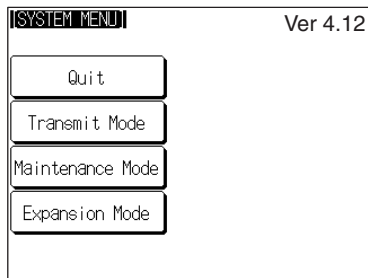 [SYSTEM MENU]
Ver 4.12
Quit
Transmit Mode
Maintenance Mode
Expansion Mode